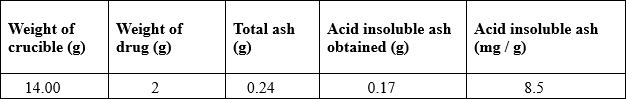 Weight of crucible (g) Weight of drug (g) Total ash (g) Acid insoluble ash obtained (g) Acid insoluble ash (mg / g)
14.00 2 0.24 0.17 8.5